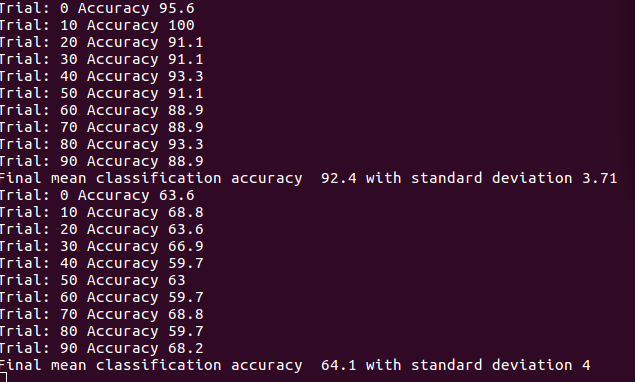 Trial: 0 Accuracy 95.6
Trial: 10 Accuracy 100
Trial: 20 Accuracy 91.1
Trial: 30 Accuracy 91.1
Trial: 40 Accuracy 93.3
Trial: 50 Accuracy 91.1
Trial: 60 Accuracy 88.9
Trial: 70 Accuracy 88.9
Trial: 80 Accuracy 93.3
Trial: 90 Accuracy 88.9
Final mean classification accuracy  92.4 with standard deviation 3.71
Trial: 0 Accuracy 63.6
Trial: 10 Accuracy 68.8
Trial: 20 Accuracy 63.6
Trial: 30 Accuracy 66.9
Trial: 40 Accuracy 59.7
Trial: 50 Accuracy 63
Trial: 60 Accuracy 59.7
Trial: 70 Accuracy 68.8
Trial: 80 Accuracy 59.7
Trial: 90 Accuracy 68.2
Final mean classification accuracy  64.1 with standard deviation 4